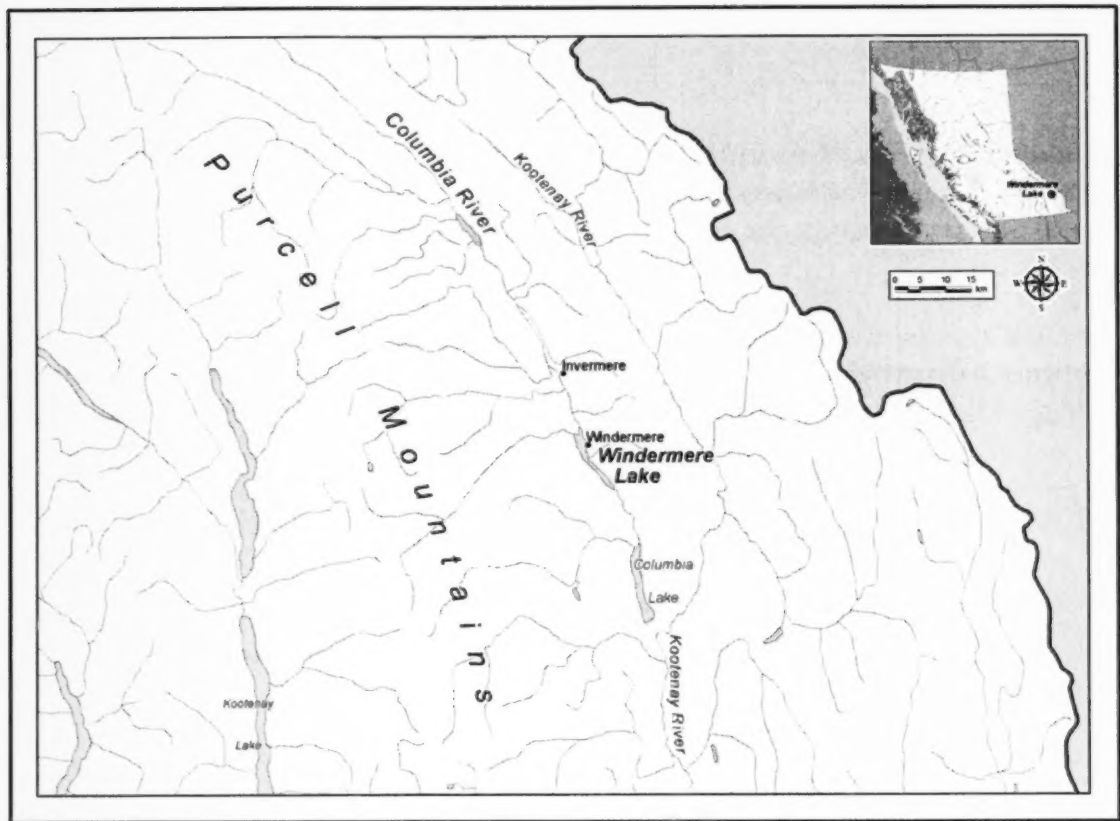 Purcell
Mountains
Columbia River
Kootenay River
Windermere
Lake
0 5 10 15
km
N
W E
S
Invermere
Windermere
Windermere
Lake
Columbia
Lake
Kootenay River
Kootenay
Lake